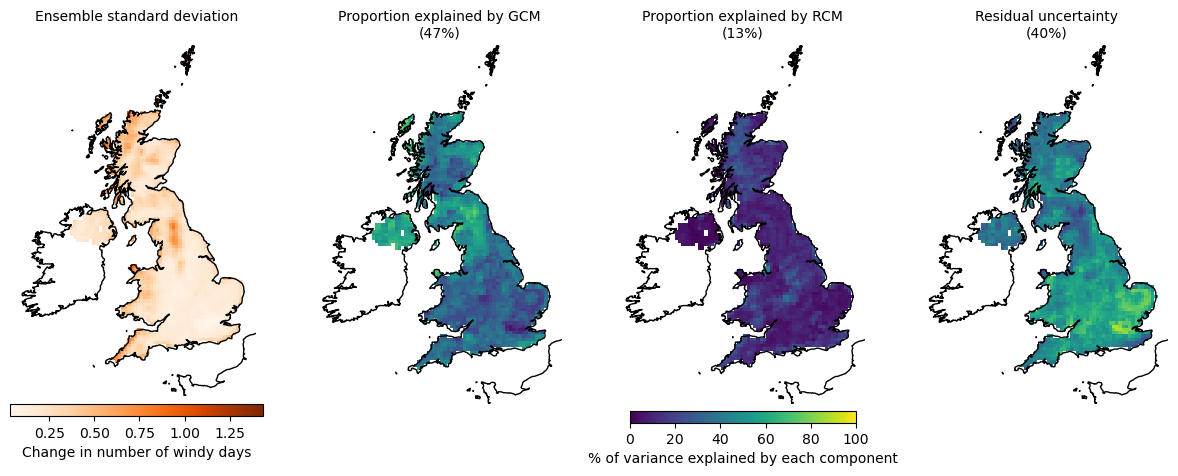 Ensemble standard deviation
Proportion explained by GCM
(47%)
Proportion explained by RCM
(13%)
Residual uncertainty
(40%)
0.25 0.50 0.75 1.00 1.25
Change in number of windy days
0 20 40 60 80 100
% of variance explained by each component